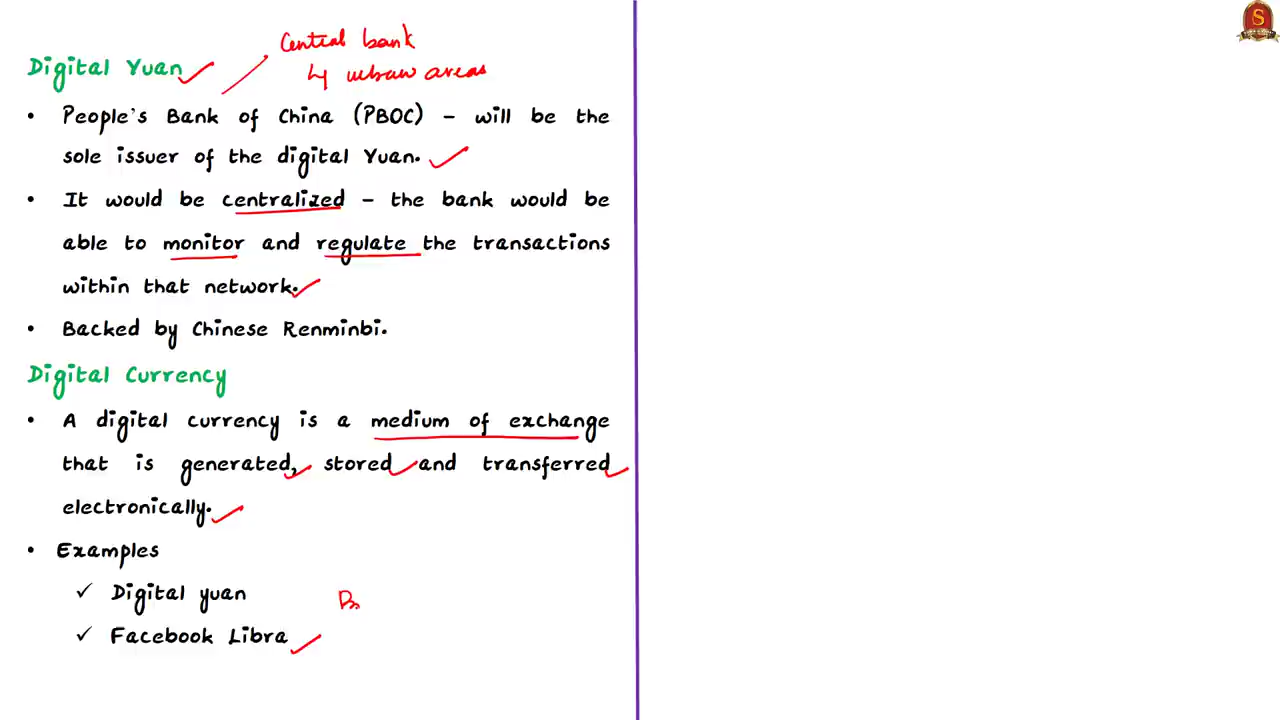 Central bank
↳ urban areas
Digital Yuan ✓
• People's Bank of China (PBOC) – will be the
sole issuer of the digital Yuan. ✓
• It would be centralized – the bank would be
able to monitor and regulate the transactions
within that network. ✓
• Backed by Chinese Renminbi.
Digital Currency
• A digital currency is a medium of exchange
that is generated, ✓ stored ✓ and transferred ✓
electronically. ✓
• Examples
✓ Digital yuan
✓ Facebook Libra ✓
S